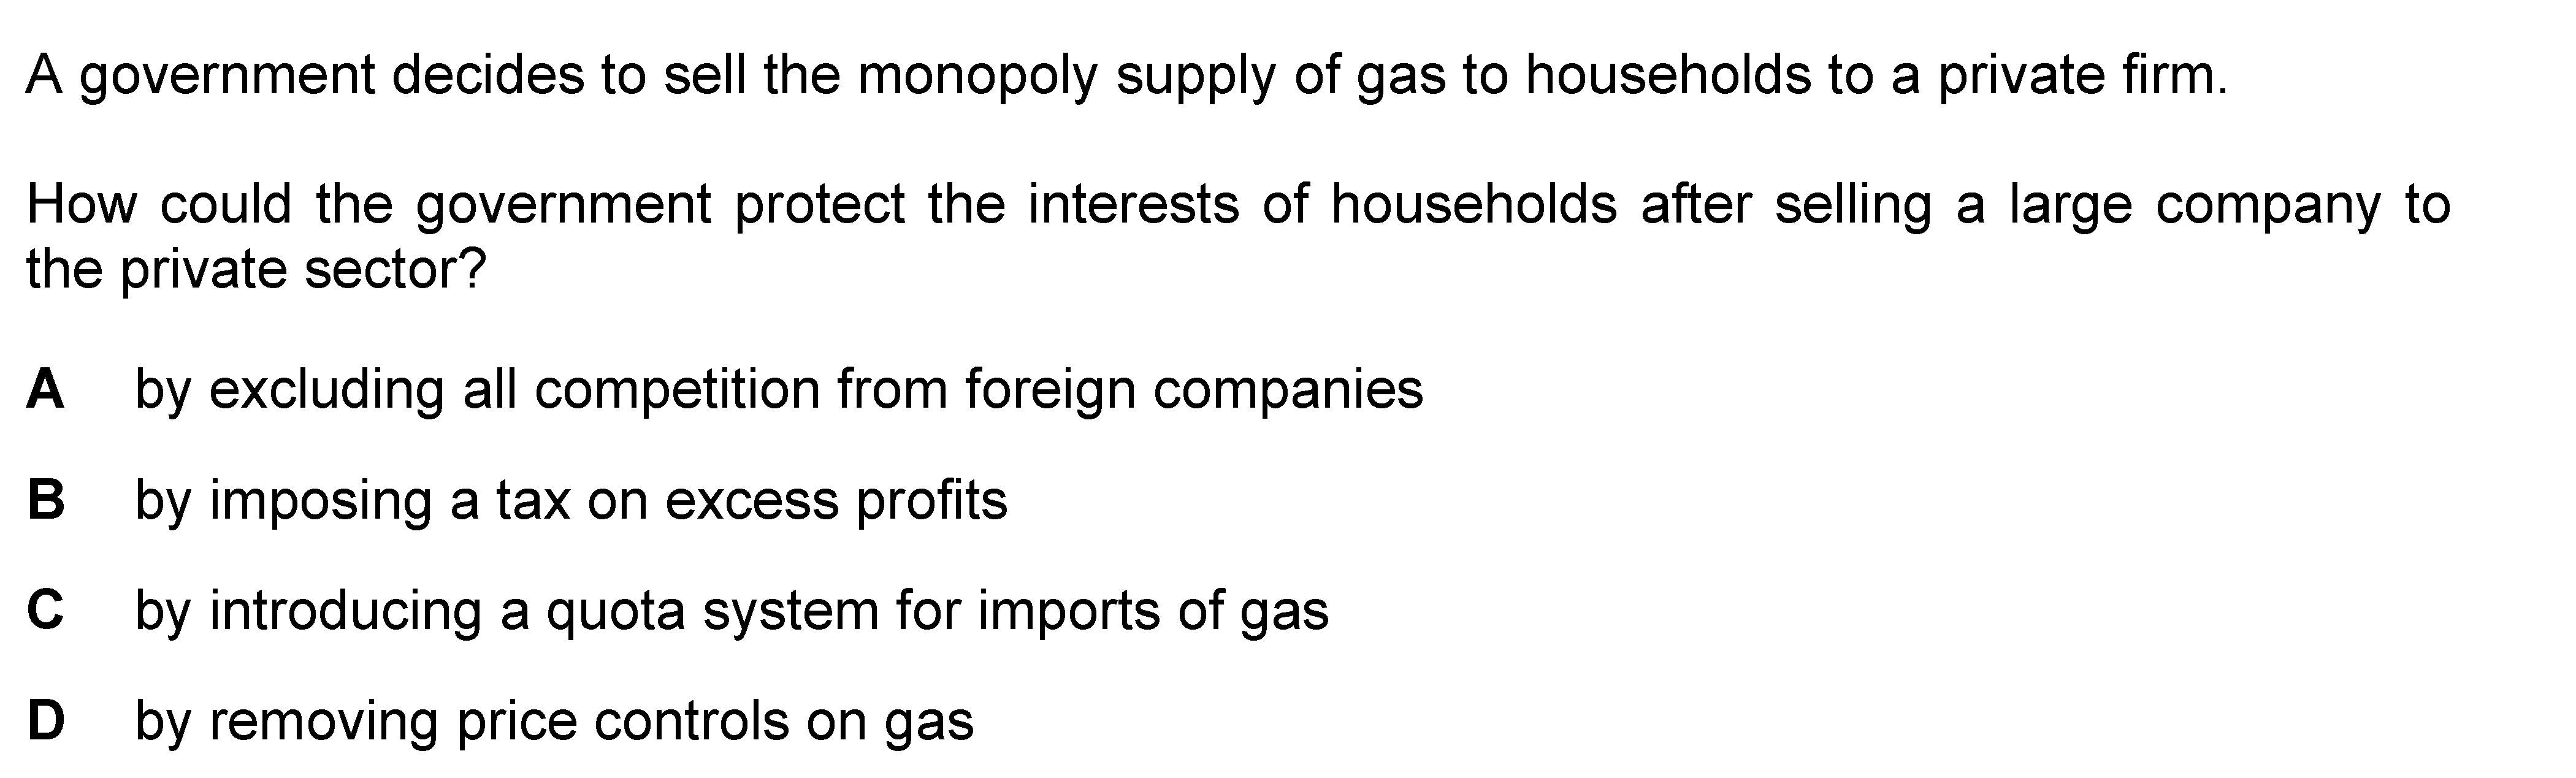 A government decides to sell the monopoly supply of gas to households to a private firm.
How could the government protect the interests of households after selling a large company to
the private sector?
A by excluding all competition from foreign companies
B by imposing a tax on excess profits
C by introducing a quota system for imports of gas
D by removing price controls on gas